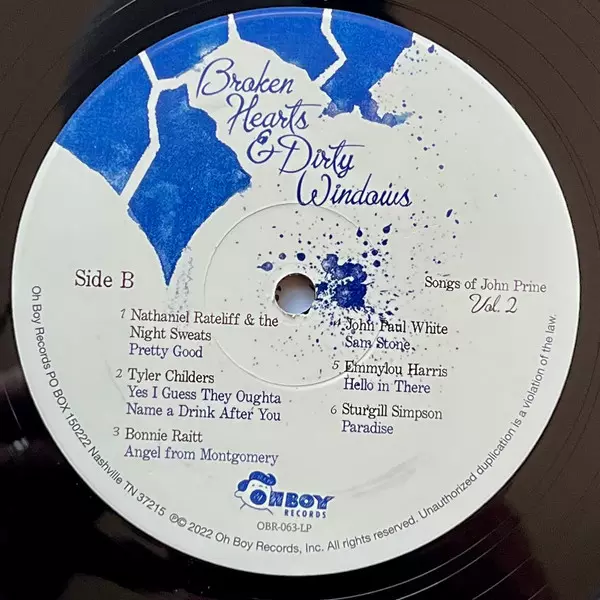 Broken
Hearts
& Dirty
Windows
Side B
Songs of John Prine
Vol. 2
1 Nathaniel Rateliff & the
Night Sweats
Pretty Good
2 Tyler Childers
Yes I Guess They Oughta
Name a Drink After You
3 Bonnie Raitt
Angel from Montgomery
John Paul White
Sam Stone
5 Emmylou Harris
Hello in There
6 Sturgill Simpson
Paradise
OH BOY
RECORDS
OBR-063-LP
Oh Boy Records PO BOX 150222 Nashville TN 37215 ℗© 2022 Oh Boy Records, Inc. All rights reserved. Unauthorized duplication is a violation of the law.